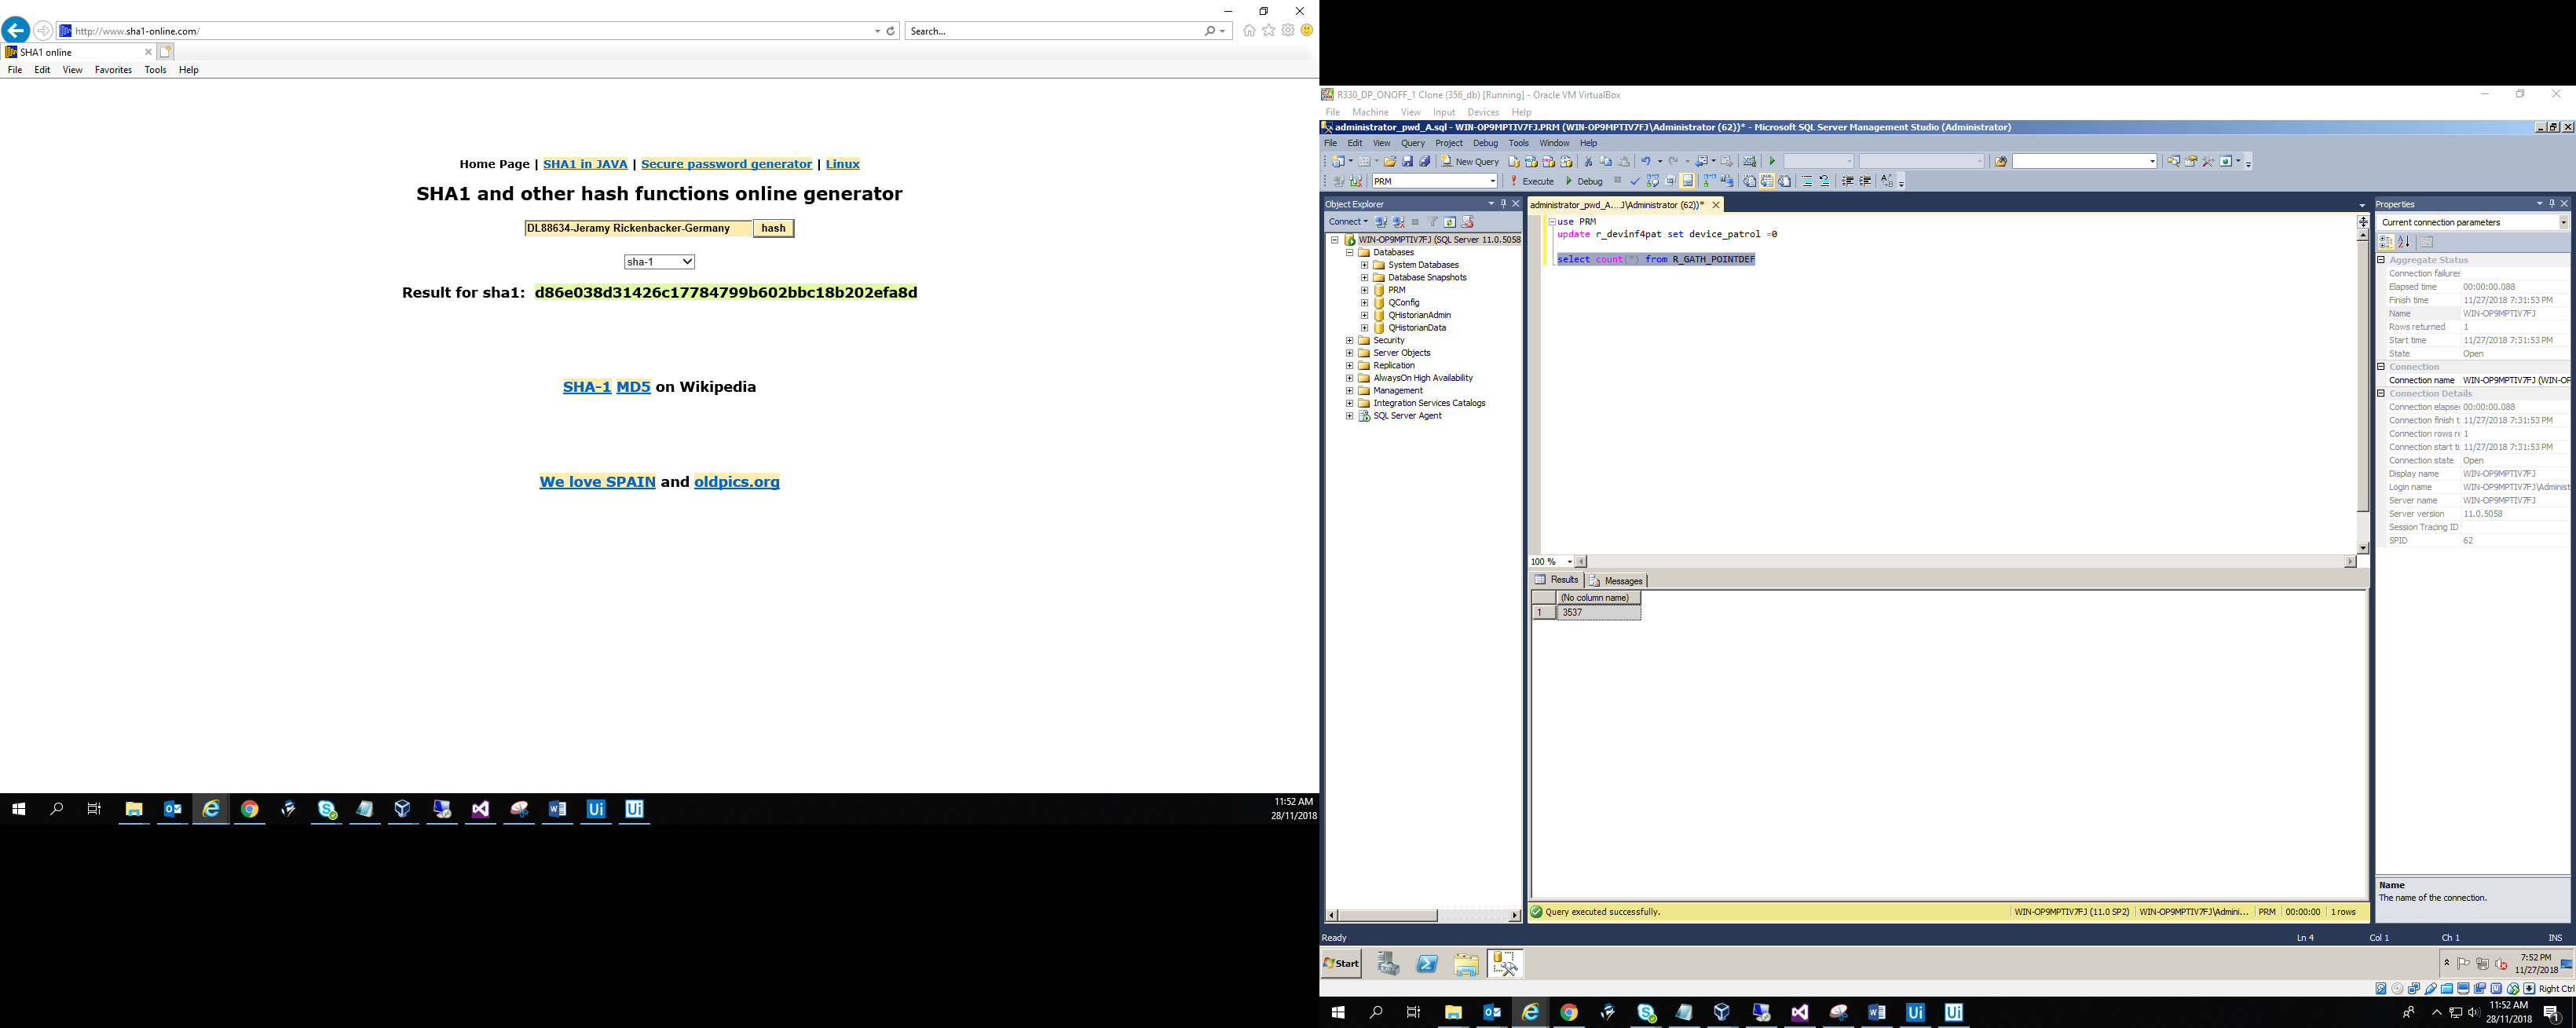 http://www.sha1-online.com/
Search...
SHA1 online
File Edit View Favorites Tools Help
Home Page | SHA1 in JAVA | Secure password generator | Linux
SHA1 and other hash functions online generator
DL88634-Jeramy Rickenbacker-Germany hash
sha-1
Result for sha1: d86e038d31426c17784799b602bbc18b202efa8d
SHA-1 MD5 on Wikipedia
We love SPAIN and oldpics.org
11:52 AM
28/11/2018
R330_DP_ONOFF_1 Clone (356_db) [Running] - Oracle VM VirtualBox
File Machine View Input Devices Help
administrator_pwd_A.sql - WIN-OP9MPTIV7FJ.PRM (WIN-OP9MPTIV7FJ\Administrator (62))* - Microsoft SQL Server Management Studio (Administrator)
File Edit View Query Project Debug Tools Window Help
New Query
PRM Execute Debug
Object Explorer
Connect
WIN-OP9MPTIV7FJ (SQL Server 11.0.5058
Databases
System Databases
Database Snapshots
PRM
QConfig
QHistorianAdmin
QHistorianData
Security
Server Objects
Replication
AlwaysOn High Availability
Management
Integration Services Catalogs
SQL Server Agent
administrator_pwd_A....J\Administrator (62))*
use PRM
update r_devinf4pat set device_patrol =0
select count(*) from R_GATH_POINTDEF
100 %
Results Messages
(No column name)
1 3537
Query executed successfully.
WIN-OP9MPTIV7FJ (11.0 SP2) WIN-OP9MPTIV7FJ\Admini... PRM 00:00:00 1 rows
Properties
Current connection parameters
Aggregate Status
Connection failures
Elapsed time 00:00:00.088
Finish time 11/27/2018 7:31:53 PM
Name WIN-OP9MPTIV7FJ
Rows returned 1
Start time 11/27/2018 7:31:53 PM
State Open
Connection
Connection name WIN-OP9MPTIV7FJ (WIN-OP
Connection Details
Connection elapse 00:00:00.088
Connection finish t 11/27/2018 7:31:53 PM
Connection rows r 1
Connection start ti 11/27/2018 7:31:53 PM
Connection state Open
Display name WIN-OP9MPTIV7FJ
Login name WIN-OP9MPTIV7FJ\Administ
Server name WIN-OP9MPTIV7FJ
Server version 11.0.5058
Session Tracing ID
SPID 62
Name
The name of the connection.
Ready Ln 4 Col 1 Ch 1 INS
Start
7:52 PM
11/27/2018
Right Ctrl
11:52 AM
28/11/2018